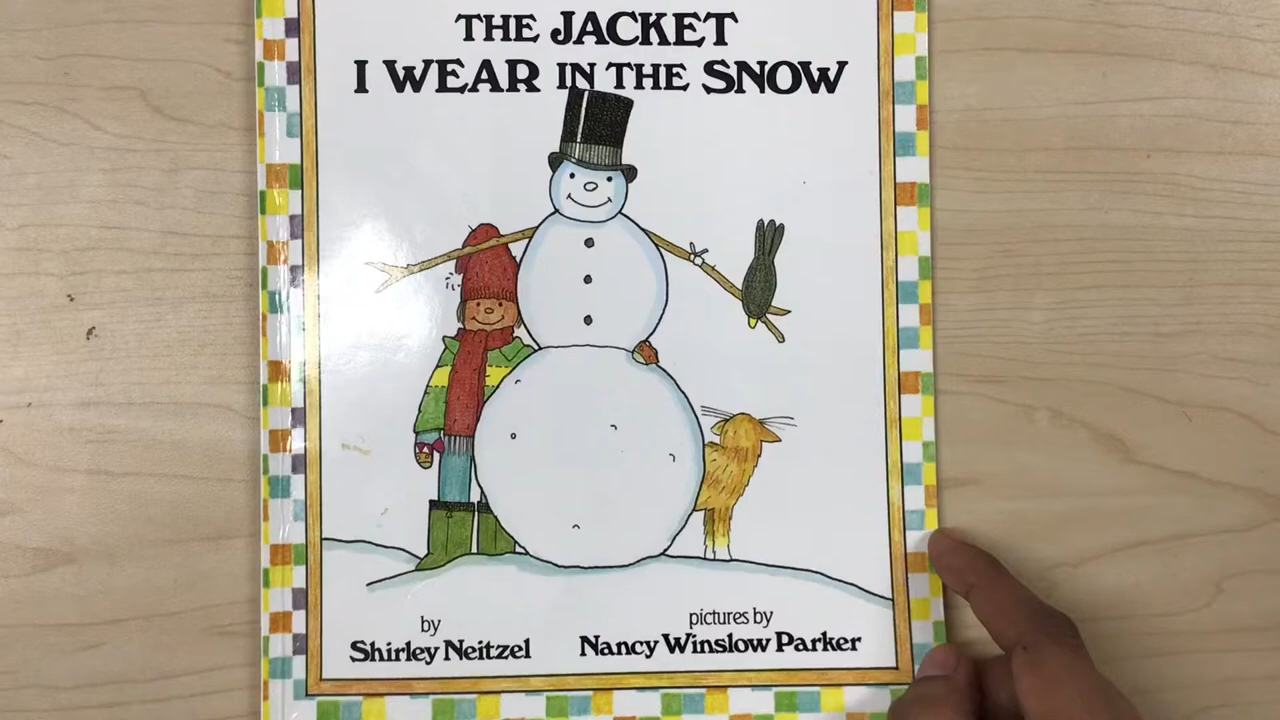 THE JACKET
I WEAR IN THE SNOW
by
Shirley Neitzel
pictures by
Nancy Winslow Parker